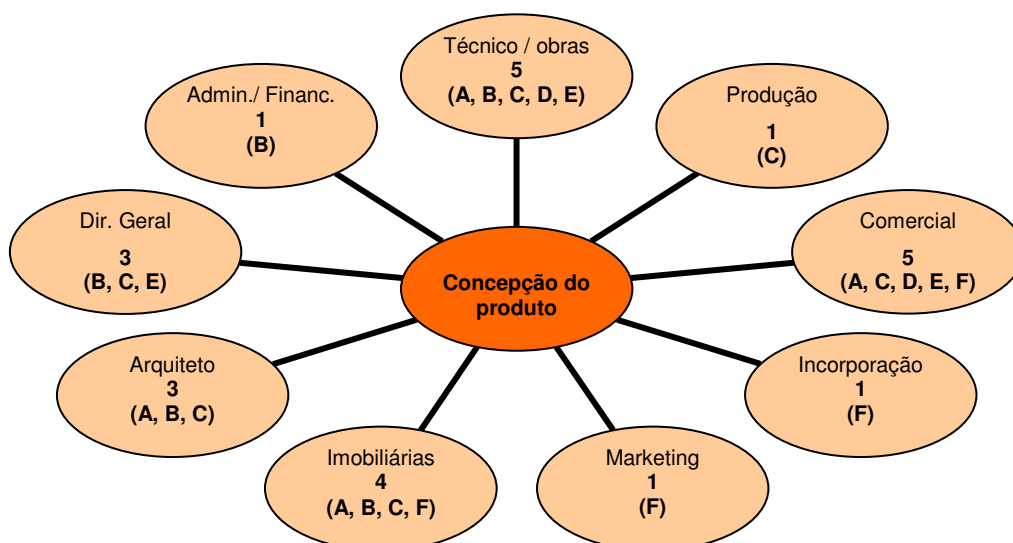 Técnico / obras
5
(A, B, C, D, E)
Admin./ Financ.
1
(B)
Produção
1
(C)
Dir. Geral
3
(B, C, E)
Comercial
5
(A, C, D, E, F)
Concepção do
produto
Arquiteto
3
(A, B, C)
Incorporação
1
(F)
Imobiliárias
4
(A, B, C, F)
Marketing
1
(F)